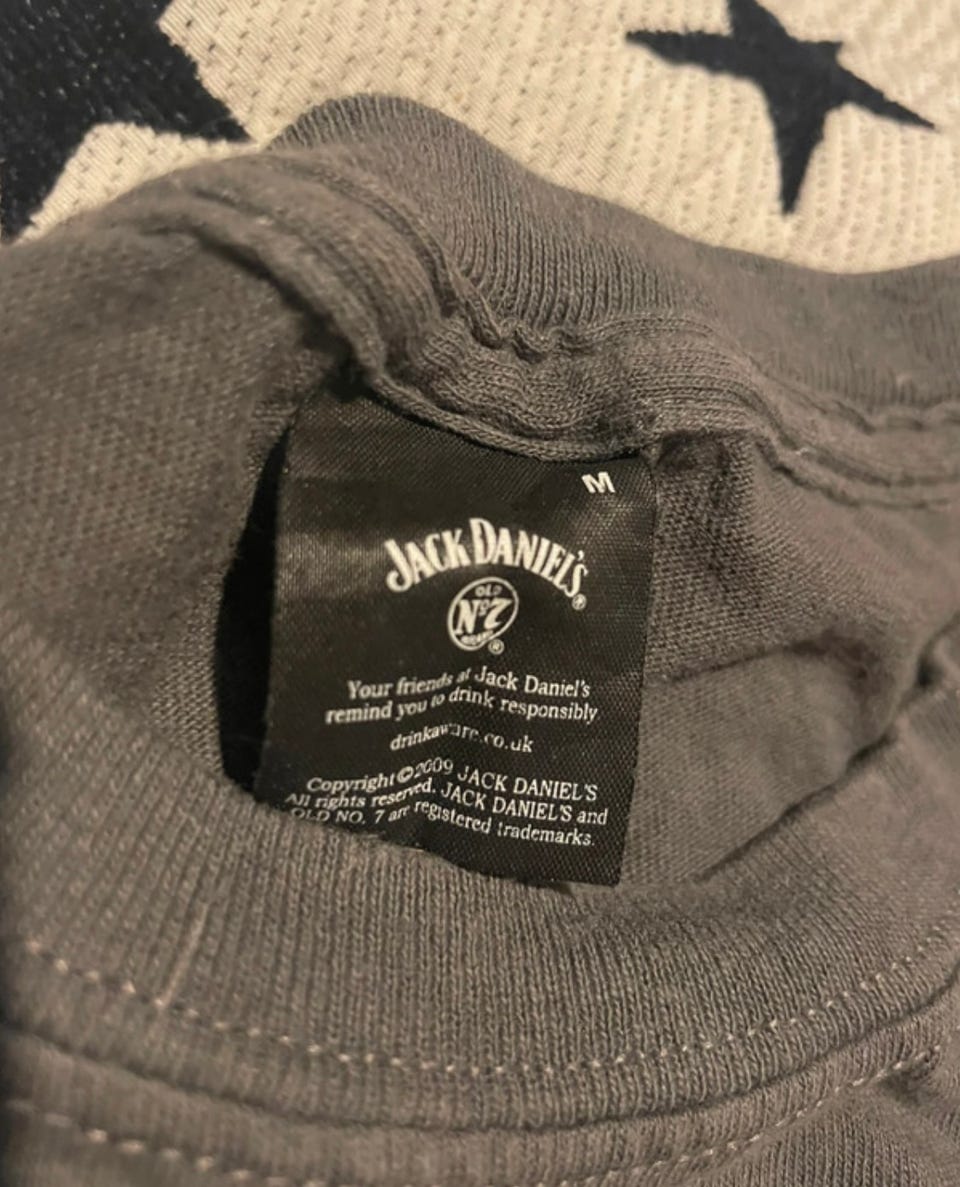 M
JACK DANIEL'S®
OLD
Nº7
BRAND®
Your friends at Jack Daniel's
remind you to drink responsibly
drinkaware.co.uk
Copyright © 2009 JACK DANIEL'S
All rights reserved. JACK DANIEL'S and
OLD NO. 7 are registered trademarks.